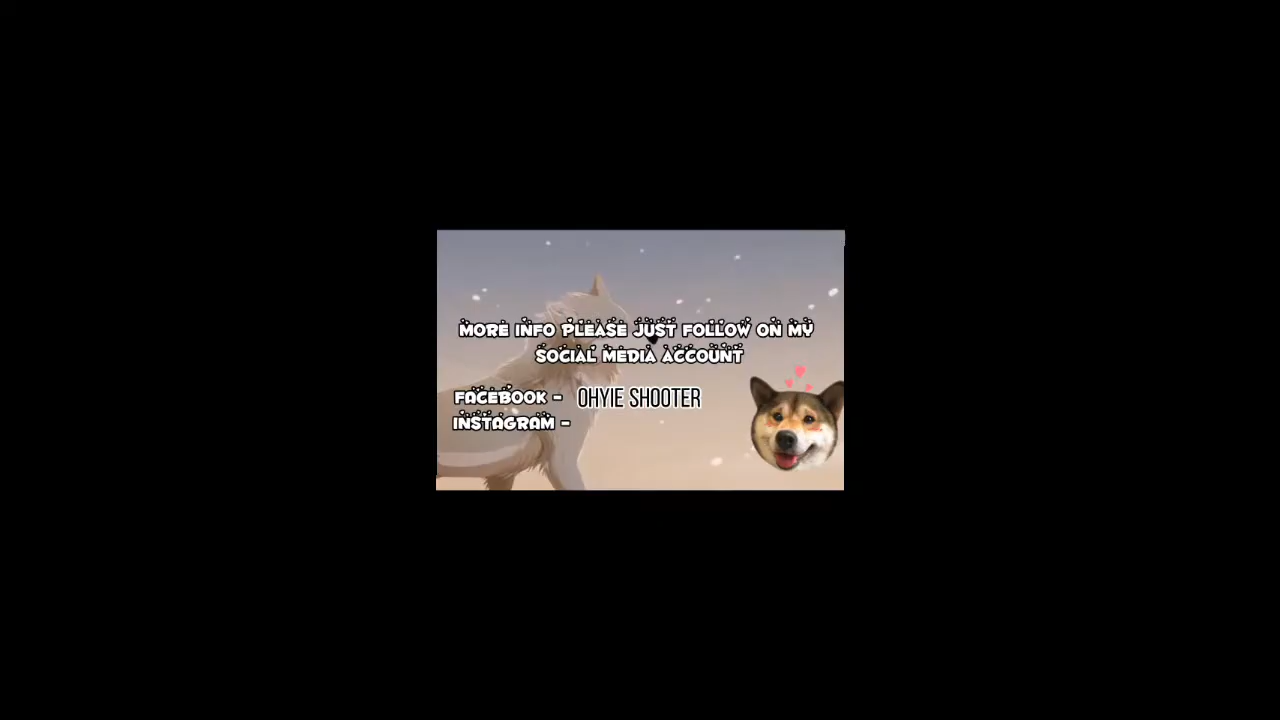 MORE INFO PLEASE JUST FOLLOW ON MY
SOCIAL MEDIA ACCOUNT
FACEBOOK - OHYIE SHOOTER
INSTAGRAM -